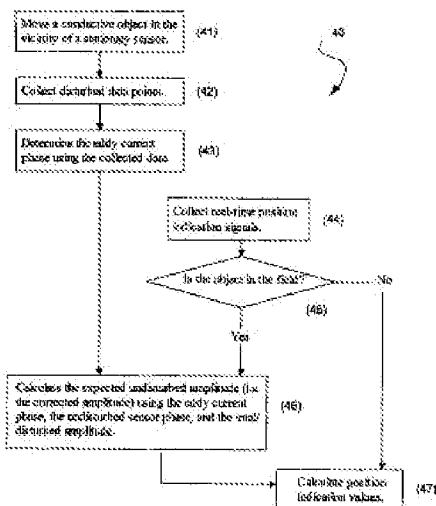 Move a conductive object in the
vicinity of a stationary sensor.
(41)
40
Collect disturbed data points.
(42)
Determine the eddy current
phase using the collected data.
(43)
Collect real-time position
indication signals.
(44)
Is the object in the field?
No
(45)
Yes
Calculate the expected undisturbed amplitude (i.e.
the corrected amplitude) using the eddy current
phase, the undisturbed sensor phase, and the total/
disturbed amplitude.
(46)
Calculate position
indication values.
(47)